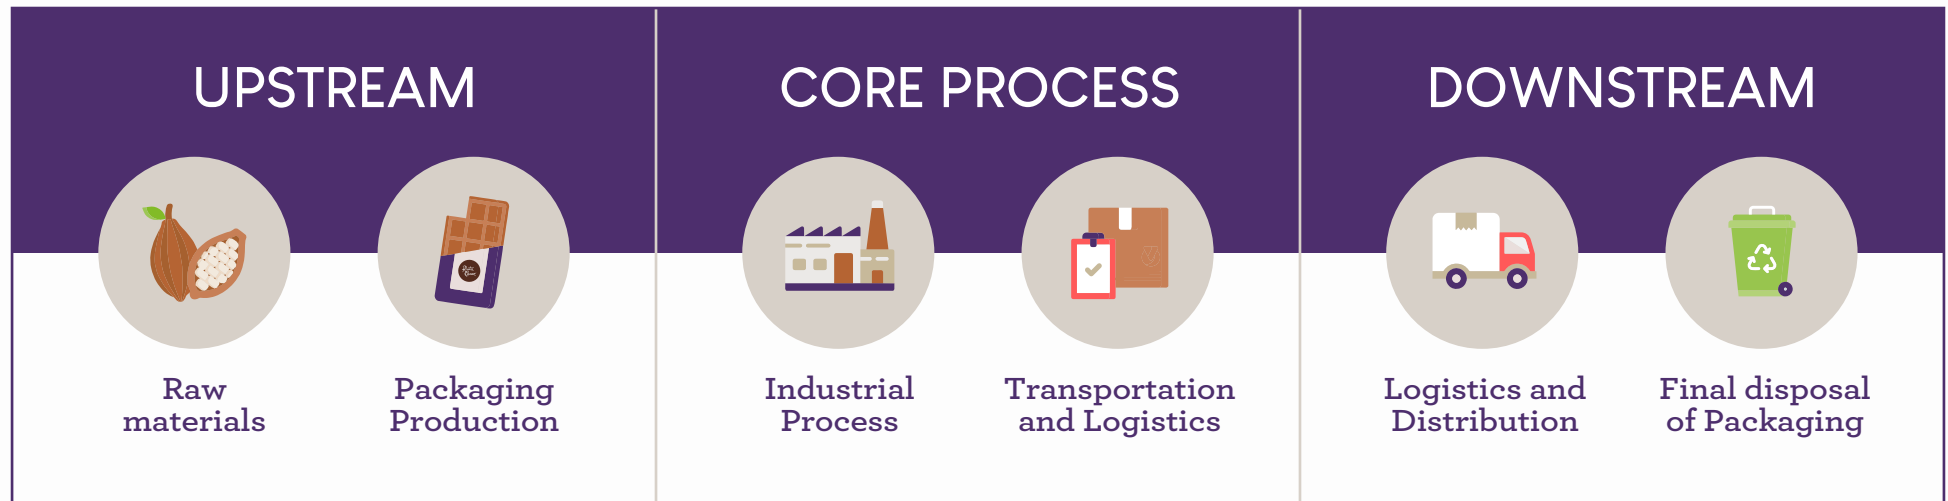 UPSTREAM
CORE PROCESS
DOWNSTREAM
Raw
materials
Packaging
Production
Industrial
Process
Transportation
and Logistics
Logistics and
Distribution
Final disposal
of Packaging